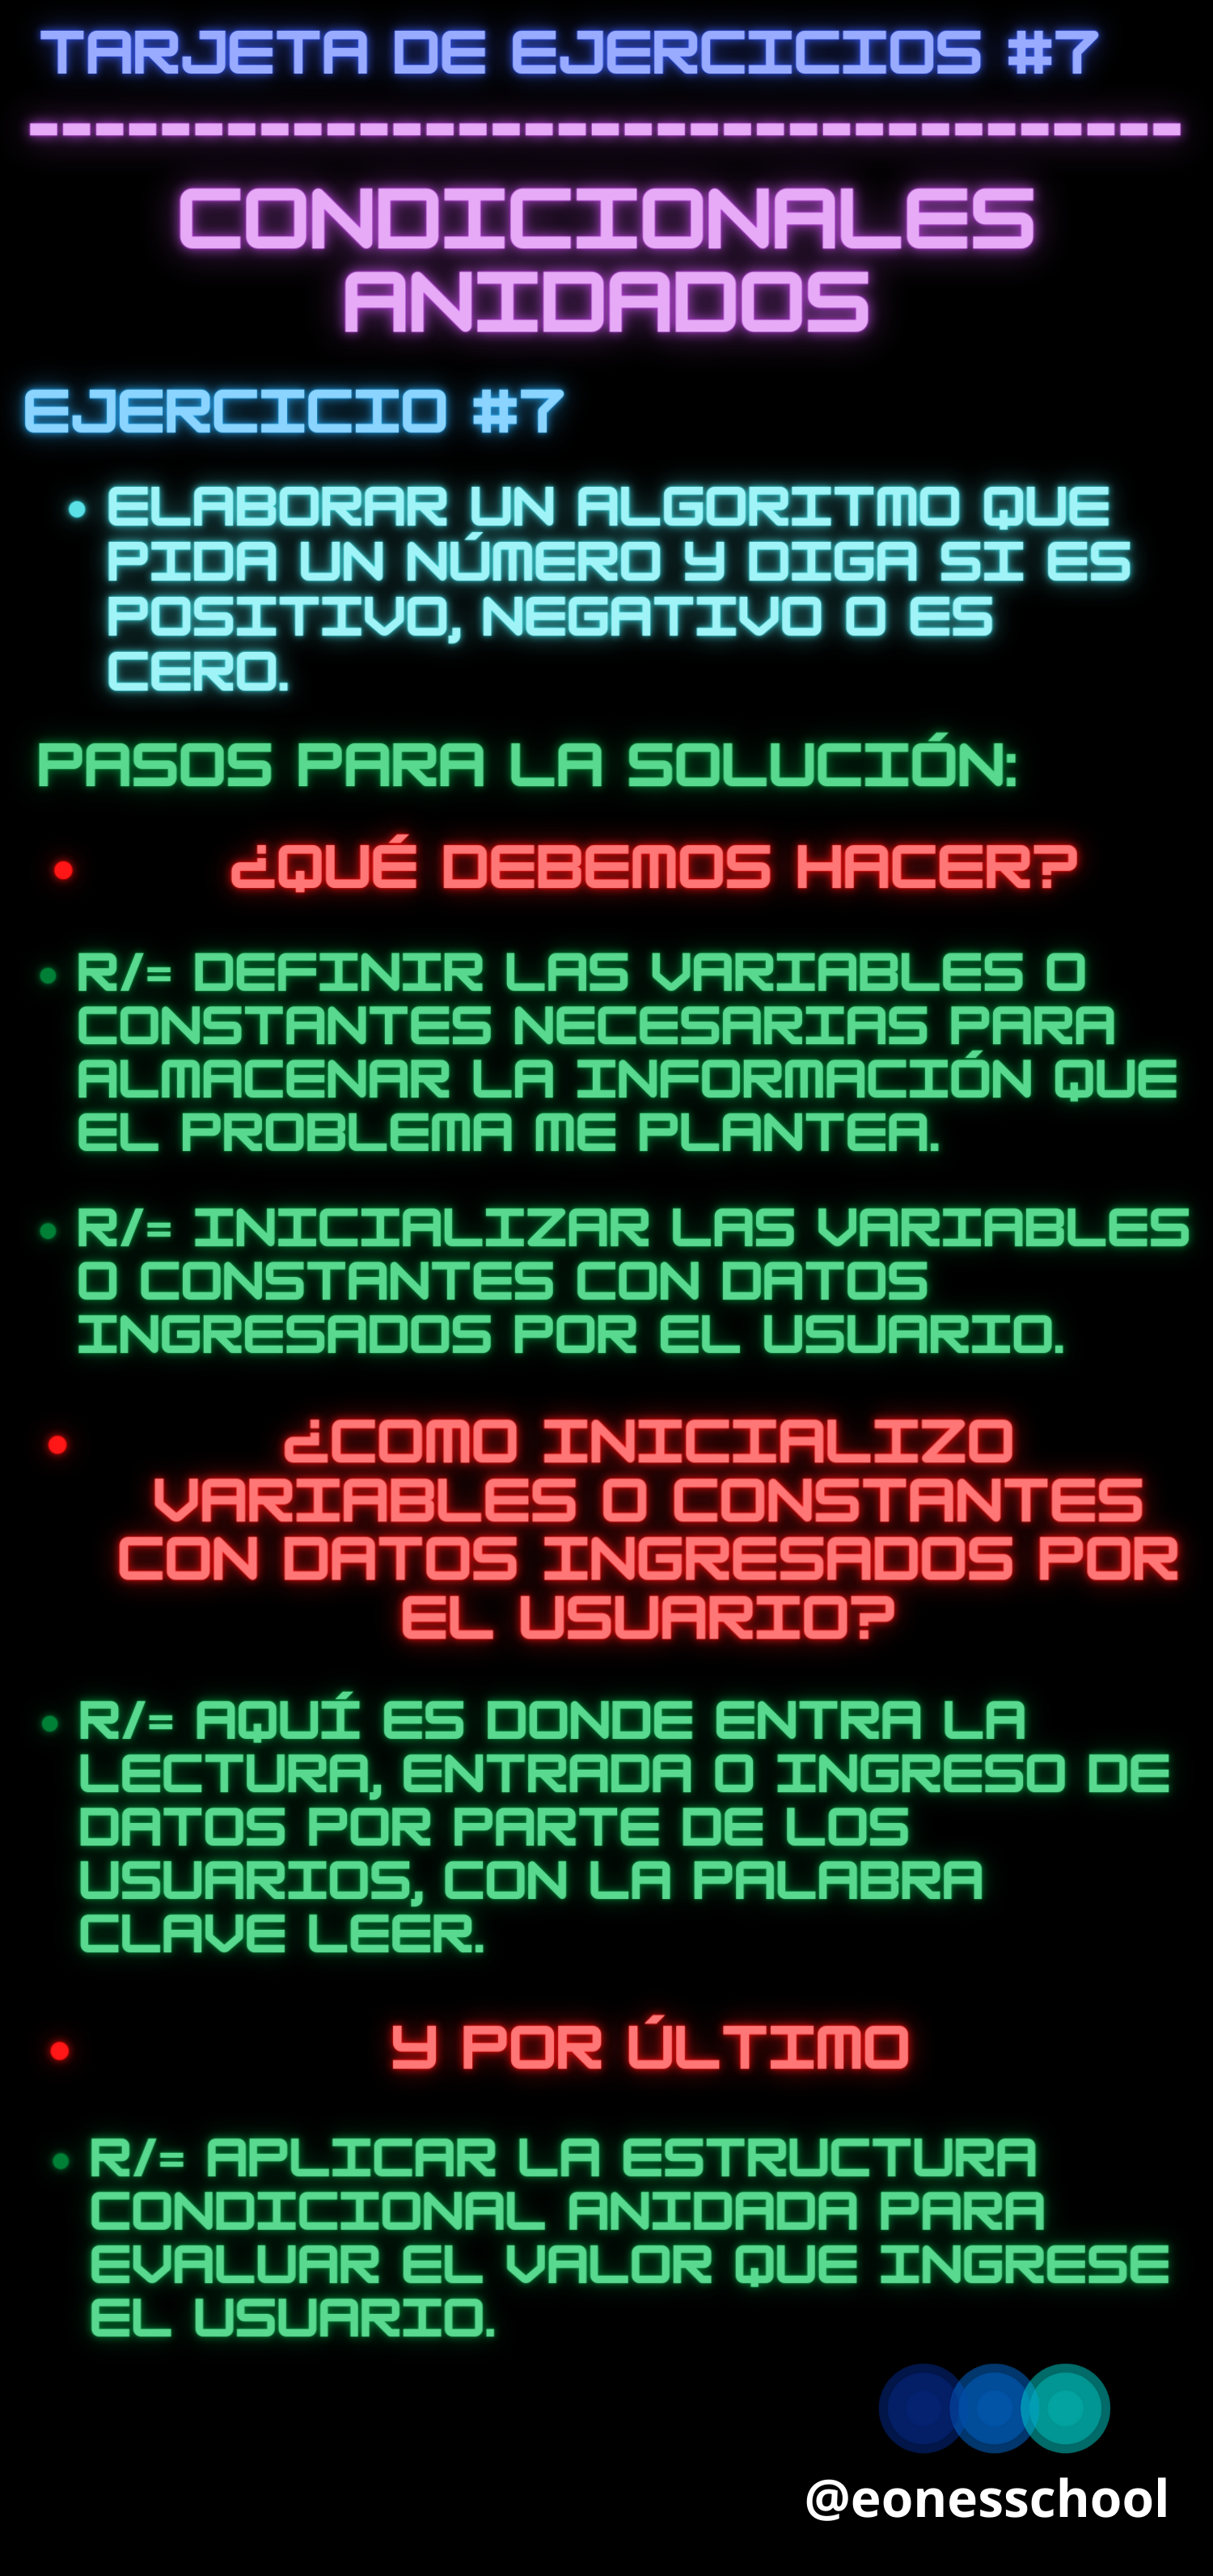 TARJETA DE EJERCICIOS #7
-----------------------------------
CONDICIONALES
ANIDADOS
EJERCICIO #7
• ELABORAR UN ALGORITMO QUE
PIDA UN NÚMERO Y DIGA SI ES
POSITIVO, NEGATIVO O ES
CERO.
PASOS PARA LA SOLUCIÓN:
• ¿QUÉ DEBEMOS HACER?
• R/= DEFINIR LAS VARIABLES O
CONSTANTES NECESARIAS PARA
ALMACENAR LA INFORMACIÓN QUE
EL PROBLEMA ME PLANTEA.
• R/= INICIALIZAR LAS VARIABLES
O CONSTANTES CON DATOS
INGRESADOS POR EL USUARIO.
• ¿COMO INICIALIZO
VARIABLES O CONSTANTES
CON DATOS INGRESADOS POR
EL USUARIO?
• R/= AQUÍ ES DONDE ENTRA LA
LECTURA, ENTRADA O INGRESO DE
DATOS POR PARTE DE LOS
USUARIOS, CON LA PALABRA
CLAVE LEER.
• Y POR ÚLTIMO
• R/= APLICAR LA ESTRUCTURA
CONDICIONAL ANIDADA PARA
EVALUAR EL VALOR QUE INGRESE
EL USUARIO.
@eonesschool